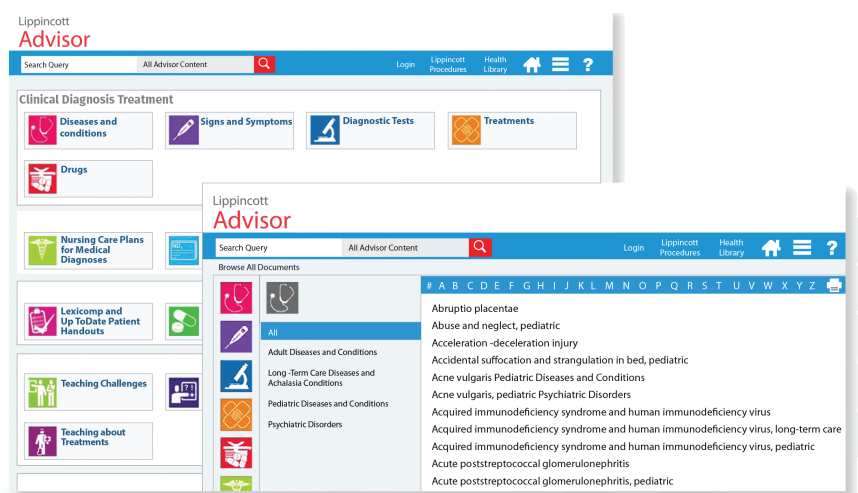 Lippincott
Advisor
Search Query
All Advisor Content
Login
Lippincott
Procedures
Health
Library
?
Clinical Diagnosis Treatment
Diseases and
conditions
Signs and Symptoms
Diagnostic Tests
Treatments
Drugs
Nursing Care Plans
for Medical
Diagnoses
Lexicomp and
Up ToDate Patient
Handouts
Teaching Challenges
Teaching about
Treatments
Lippincott
Advisor
Search Query
All Advisor Content
Login
Lippincott
Procedures
Health
Library
?
Browse All Documents
# A B C D E F G H I J K L M N O P Q R S T U V W X Y Z
All
Adult Diseases and Conditions
Long -Term Care Diseases and
Achalasia Conditions
Pediatric Diseases and Conditions
Psychiatric Disorders
Abruptio placentae
Abuse and neglect, pediatric
Acceleration -deceleration injury
Accidental suffocation and strangulation in bed, pediatric
Acne vulgaris Pediatric Diseases and Conditions
Acne vulgaris, pediatric Psychiatric Disorders
Acquired immunodeficiency syndrome and human immunodeficiency virus
Acquired immunodeficiency syndrome and human immunodeficiency virus, long-term care
Acquired immunodeficiency syndrome and human immunodeficiency virus, pediatric
Acute poststreptococcal glomerulonephritis
Acute poststreptococcal glomerulonephritis, pediatric